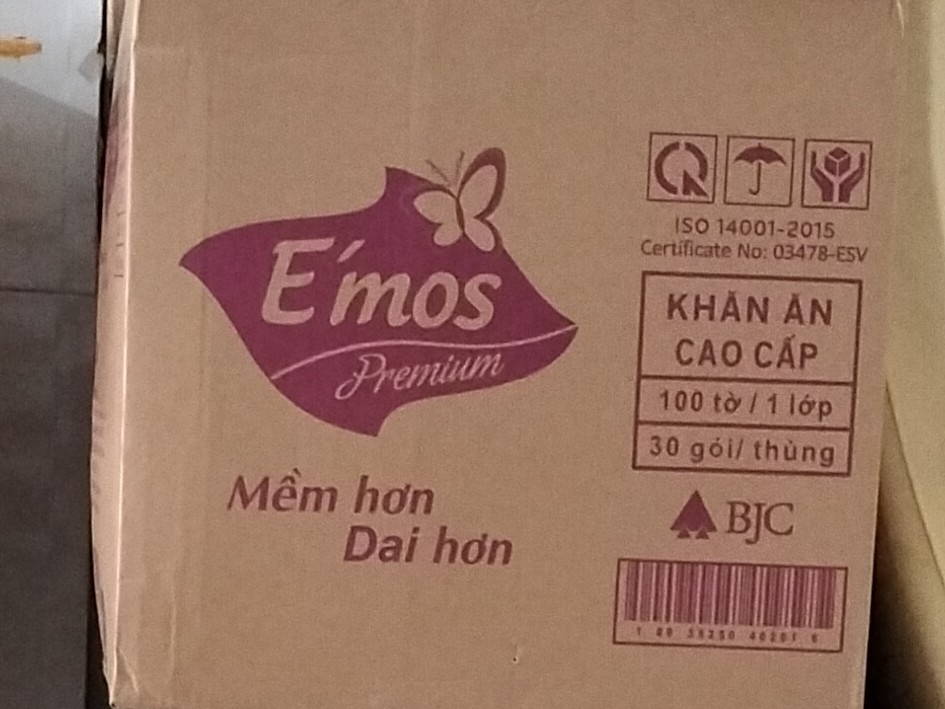 E'mos
Premium
Mềm hơn
Dai hơn
ISO 14001-2015
Certificate No: 03478-ESV
KHĂN ĂN
CAO CẤP
100 tờ / 1 lớp
30 gói/ thùng
BJC